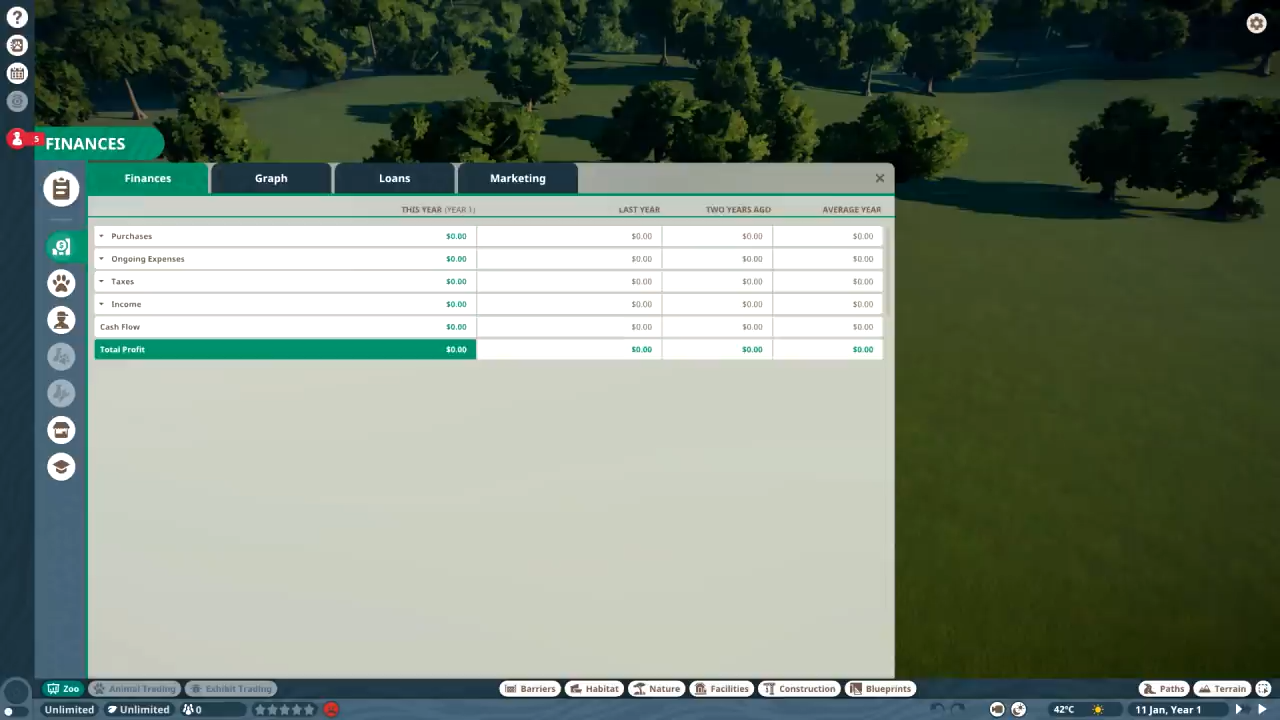 ?
5
FINANCES
Finances Graph Loans Marketing
THIS YEAR (YEAR 1) LAST YEAR TWO YEARS AGO AVERAGE YEAR
Purchases $0.00 $0.00 $0.00 $0.00
Ongoing Expenses $0.00 $0.00 $0.00 $0.00
Taxes $0.00 $0.00 $0.00 $0.00
Income $0.00 $0.00 $0.00 $0.00
Cash Flow $0.00 $0.00 $0.00 $0.00
Total Profit $0.00 $0.00 $0.00 $0.00
Zoo Animal Trading Exhibit Trading Barriers Habitat Nature Facilities Construction Blueprints Paths Terrain
Unlimited Unlimited 0 42°C 11 Jan, Year 1